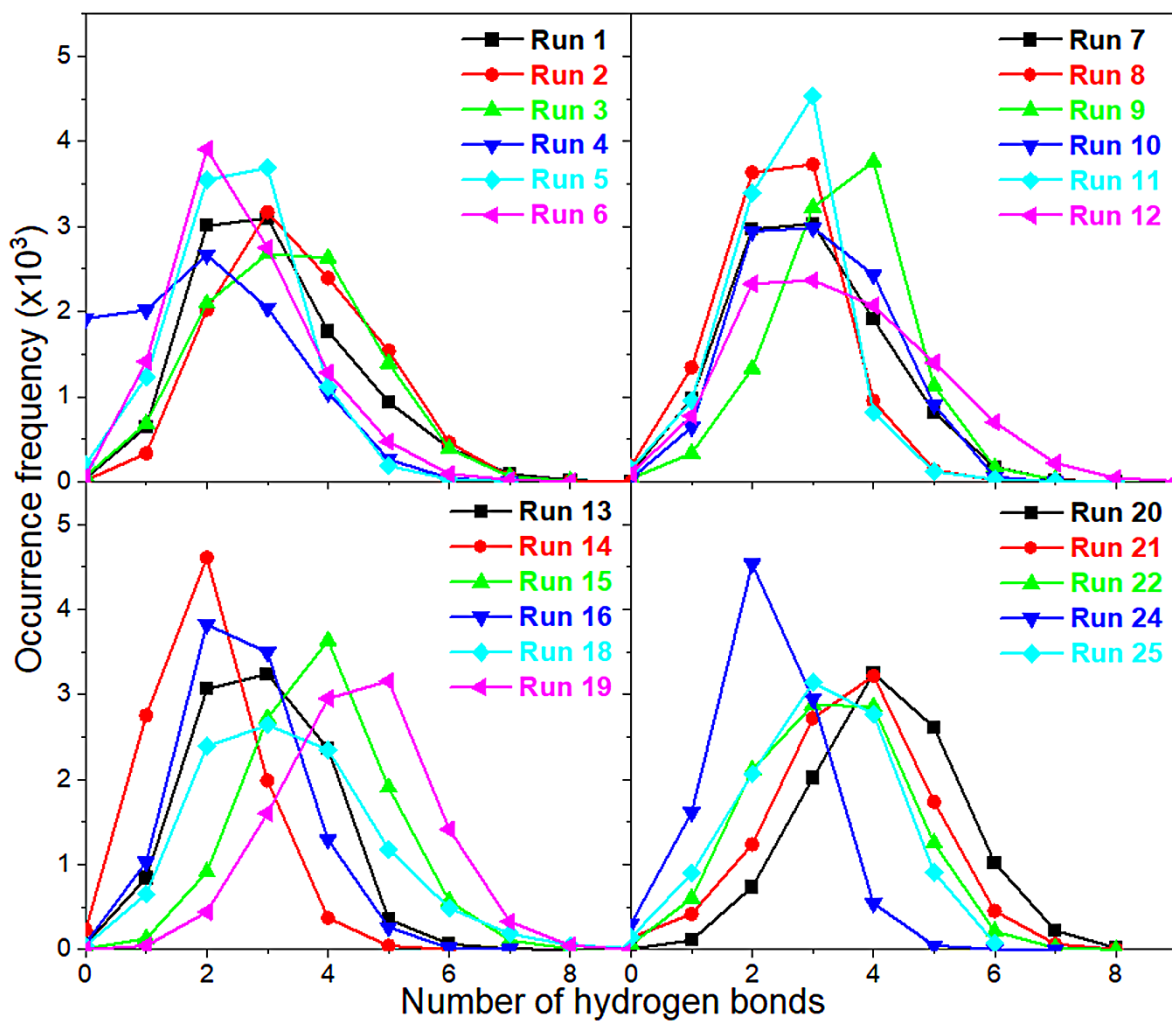 5
4
3
2
1
0
Run 1
Run 2
Run 3
Run 4
Run 5
Run 6
Run 7
Run 8
Run 9
Run 10
Run 11
Run 12
5
4
3
2
1
0
Run 13
Run 14
Run 15
Run 16
Run 18
Run 19
Run 20
Run 21
Run 22
Run 24
Run 25
0 2 4 6 8 0 2 4 6 8
Occurrence frequency (x10³)
Number of hydrogen bonds